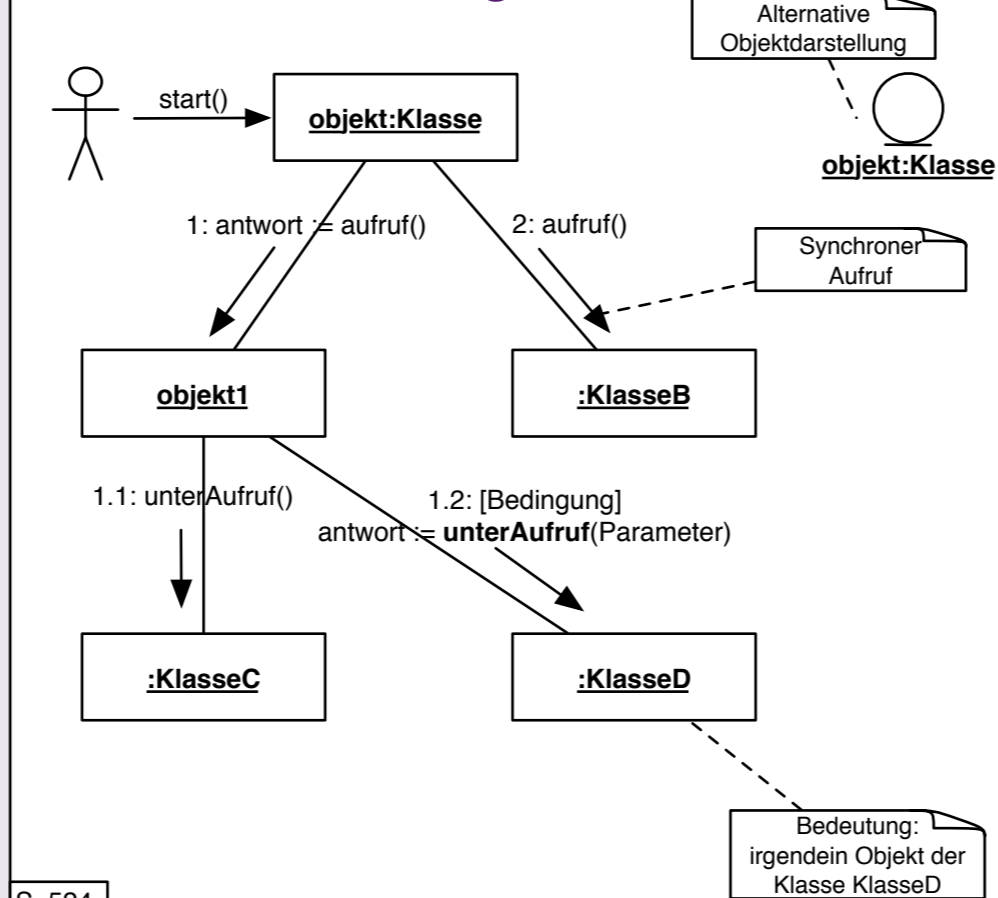 Alternative
Objektdarstellung
start()
objekt:Klasse
objekt:Klasse
1: antwort := aufruf()
2: aufruf()
Synchroner
Aufruf
objekt1
:KlasseB
1.1: unterAufruf()
1.2: [Bedingung]
antwort := unterAufruf(Parameter)
:KlasseC
:KlasseD
Bedeutung:
irgendein Objekt der
Klasse KlasseD